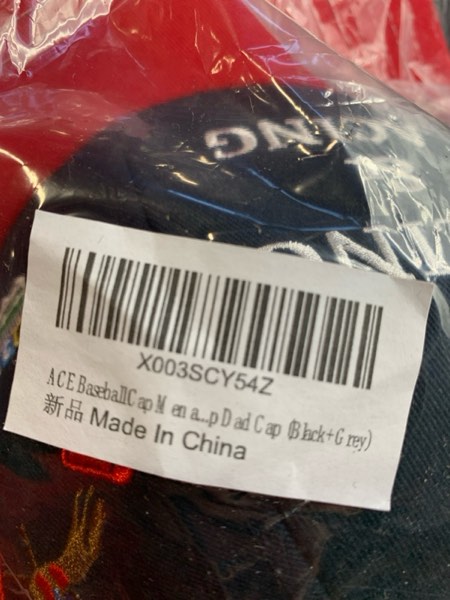 X003SCY54Z
ACE Baseball Cap Men a...p Dad Cap (Black+Grey)
新品 Made In China